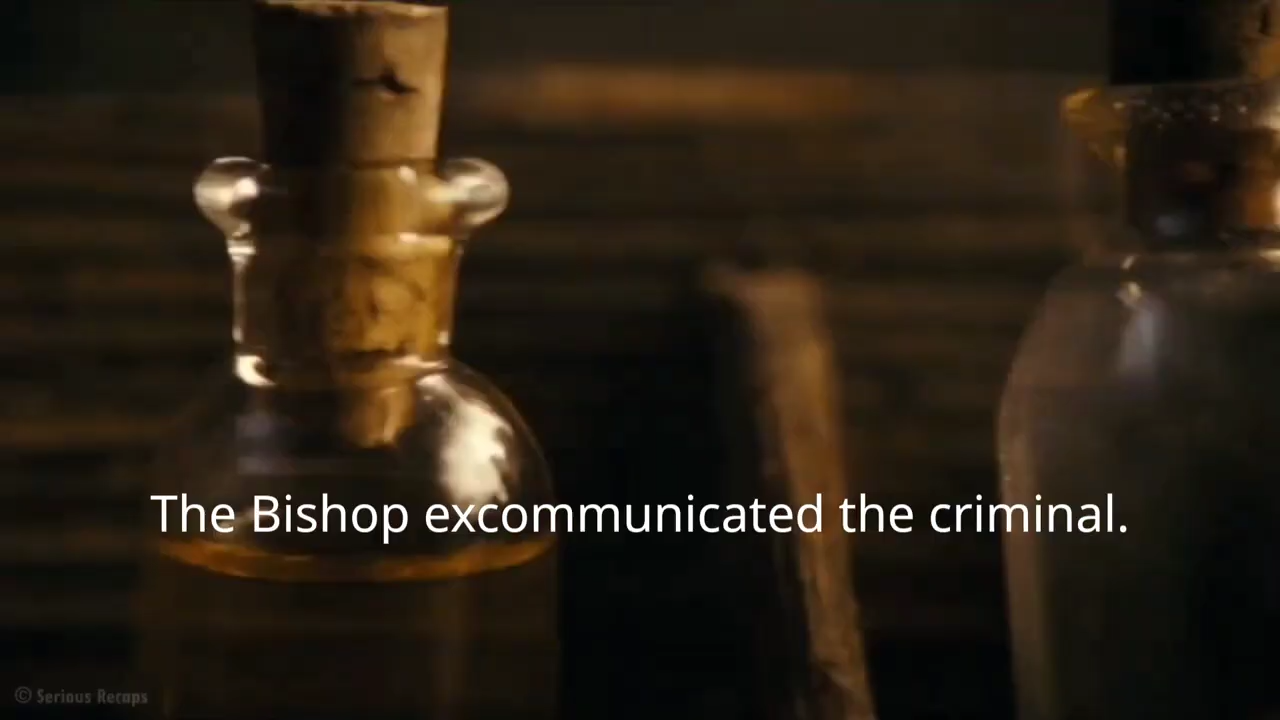 The Bishop excommunicated the criminal.
© Serious Recaps